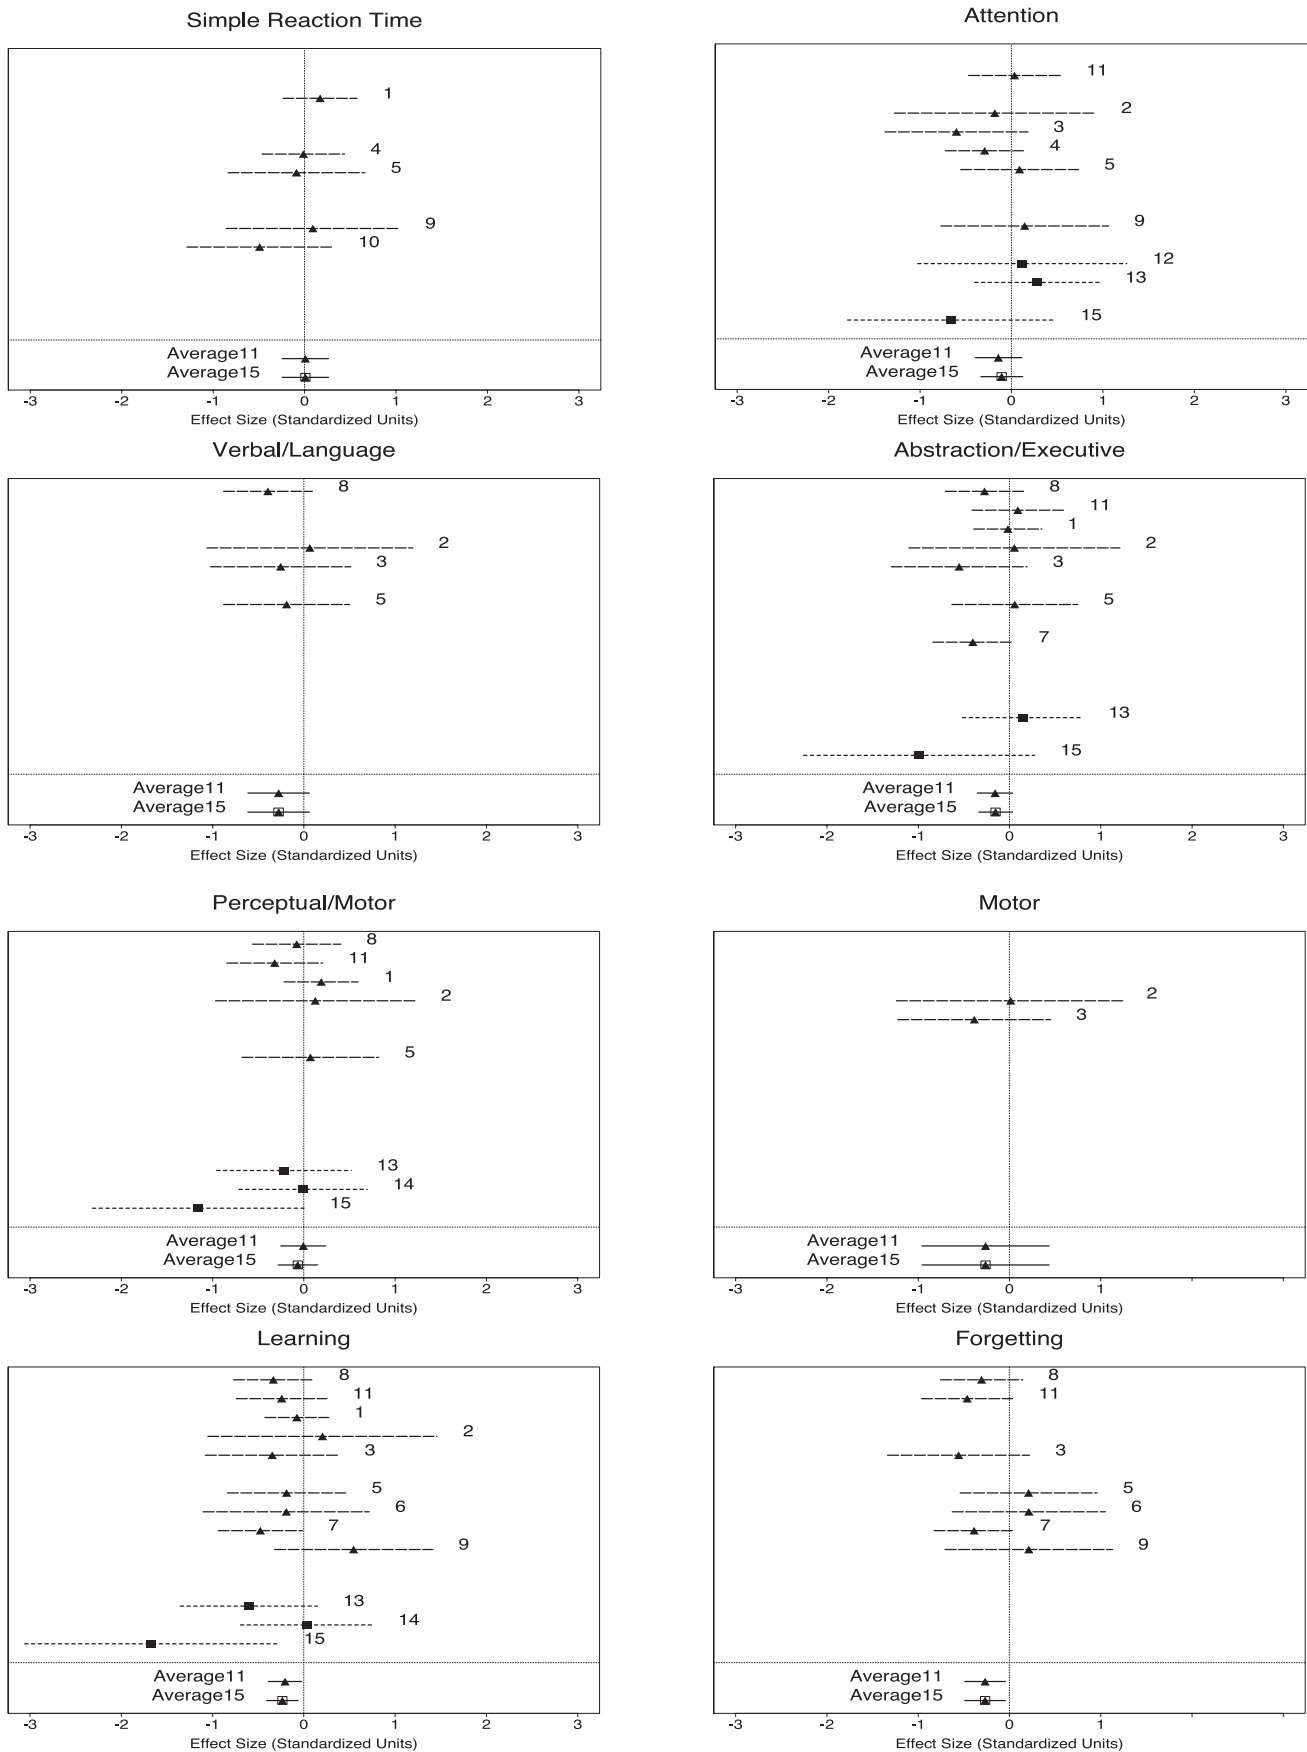 Simple Reaction Time
1
4
5
9
10
Average11
Average15
-3 -2 -1 0 1 2 3
Effect Size (Standardized Units)
Attention
11
2
3
4
5
9
12
13
15
Average11
Average15
-3 -2 -1 0 1 2 3
Effect Size (Standardized Units)
Verbal/Language
8
2
3
5
Average11
Average15
-3 -2 -1 0 1 2 3
Effect Size (Standardized Units)
Abstraction/Executive
8
11
1
2
3
5
7
13
15
Average11
Average15
-3 -2 -1 0 1 2 3
Effect Size (Standardized Units)
Perceptual/Motor
8
11
1
2
5
13
14
15
Average11
Average15
-3 -2 -1 0 1 2 3
Effect Size (Standardized Units)
Motor
2
3
Average11
Average15
-3 -2 -1 0 1 2 3
Effect Size (Standardized Units)
Learning
8
11
1
2
3
5
6
7
9
13
14
15
Average11
Average15
-3 -2 -1 0 1 2 3
Effect Size (Standardized Units)
Forgetting
8
11
3
5
6
7
9
Average11
Average15
-3 -2 -1 0 1 2 3
Effect Size (Standardized Units)